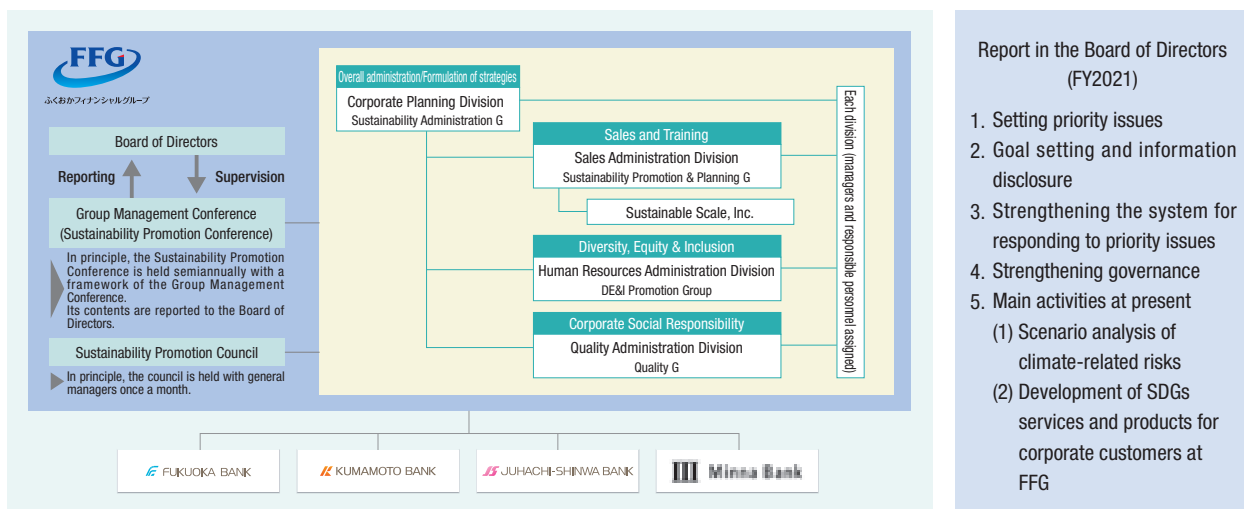 FFG
ふくおかフィナンシャルグループ
Board of Directors
Reporting
Supervision
Group Management Conference
(Sustainability Promotion Conference)
In principle, the Sustainability Promotion
Conference is held semiannually with a
framework of the Group Management
Conference.
Its contents are reported to the Board of
Directors.
Sustainability Promotion Council
In principle, the council is held with general
managers once a month.
Overall administration/Formulation of strategies
Corporate Planning Division
Sustainability Administration G
Sales and Training
Sales Administration Division
Sustainability Promotion & Planning G
Sustainable Scale, Inc.
Diversity, Equity & Inclusion
Human Resources Administration Division
DE&I Promotion Group
Corporate Social Responsibility
Quality Administration Division
Quality G
Each division (managers and responsible personnel assigned)
FUKUOKA BANK
KUMAMOTO BANK
JUHACHI-SHINWA BANK
Minna Bank
Report in the Board of Directors
(FY2021)
1. Setting priority issues
2. Goal setting and information
disclosure
3. Strengthening the system for
responding to priority issues
4. Strengthening governance
5. Main activities at present
(1) Scenario analysis of
climate-related risks
(2) Development of SDGs
services and products for
corporate customers at
FFG